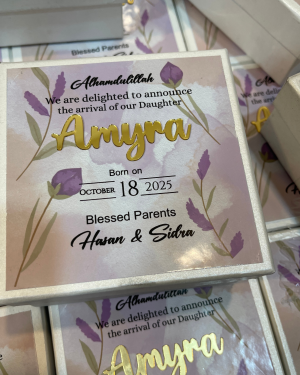 Blessed Parents
Alhamdulillah
We are delighted to announce
the arrival of our Daughter
Amyra
Born on
OCTOBER 18 2025
Blessed Parents
Hasan & Sidra
Alhamdulillah
We are delighted to announce
the arrival of our Daughter
Amyra